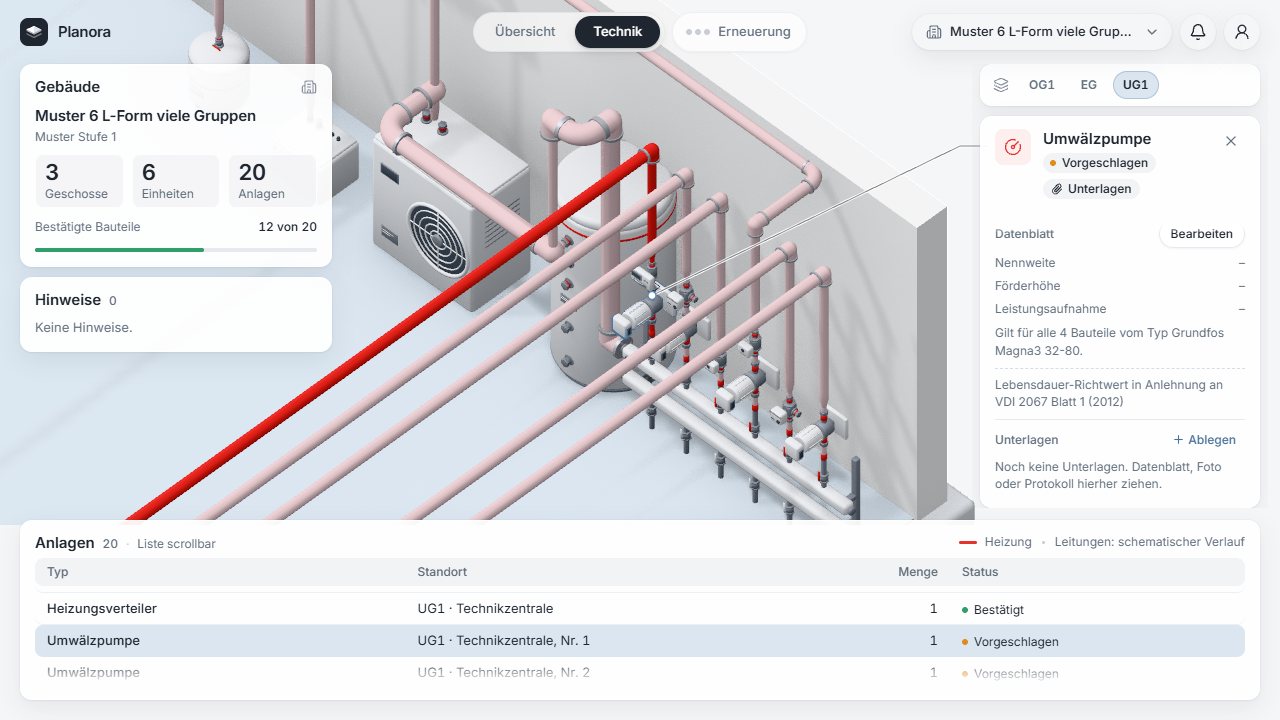 Planora
Übersicht
Technik
Erneuerung
Muster 6 L-Form viele Grup...
Gebäude
Muster 6 L-Form viele Gruppen
Muster Stufe 1
3
Geschosse
6
Einheiten
20
Anlagen
Bestätigte Bauteile
12 von 20
Hinweise 0
Keine Hinweise.
OG1
EG
UG1
Umwälzpumpe
Vorgeschlagen
Unterlagen
Datenblatt
Bearbeiten
Nennweite –
Förderhöhe –
Leistungsaufnahme –
Gilt für alle 4 Bauteile vom Typ Grundfos
Magna3 32-80.
Lebensdauer-Richtwert in Anlehnung an
VDI 2067 Blatt 1 (2012)
Unterlagen
+ Ablegen
Noch keine Unterlagen. Datenblatt, Foto
oder Protokoll hierher ziehen.
Anlagen 20 · Liste scrollbar
Heizung · Leitungen: schematischer Verlauf
Typ Standort Menge Status
Heizungsverteiler UG1 · Technikzentrale 1 Bestätigt
Umwälzpumpe UG1 · Technikzentrale, Nr. 1 1 Vorgeschlagen
Umwälzpumpe UG1 · Technikzentrale, Nr. 2 1 Vorgeschlagen